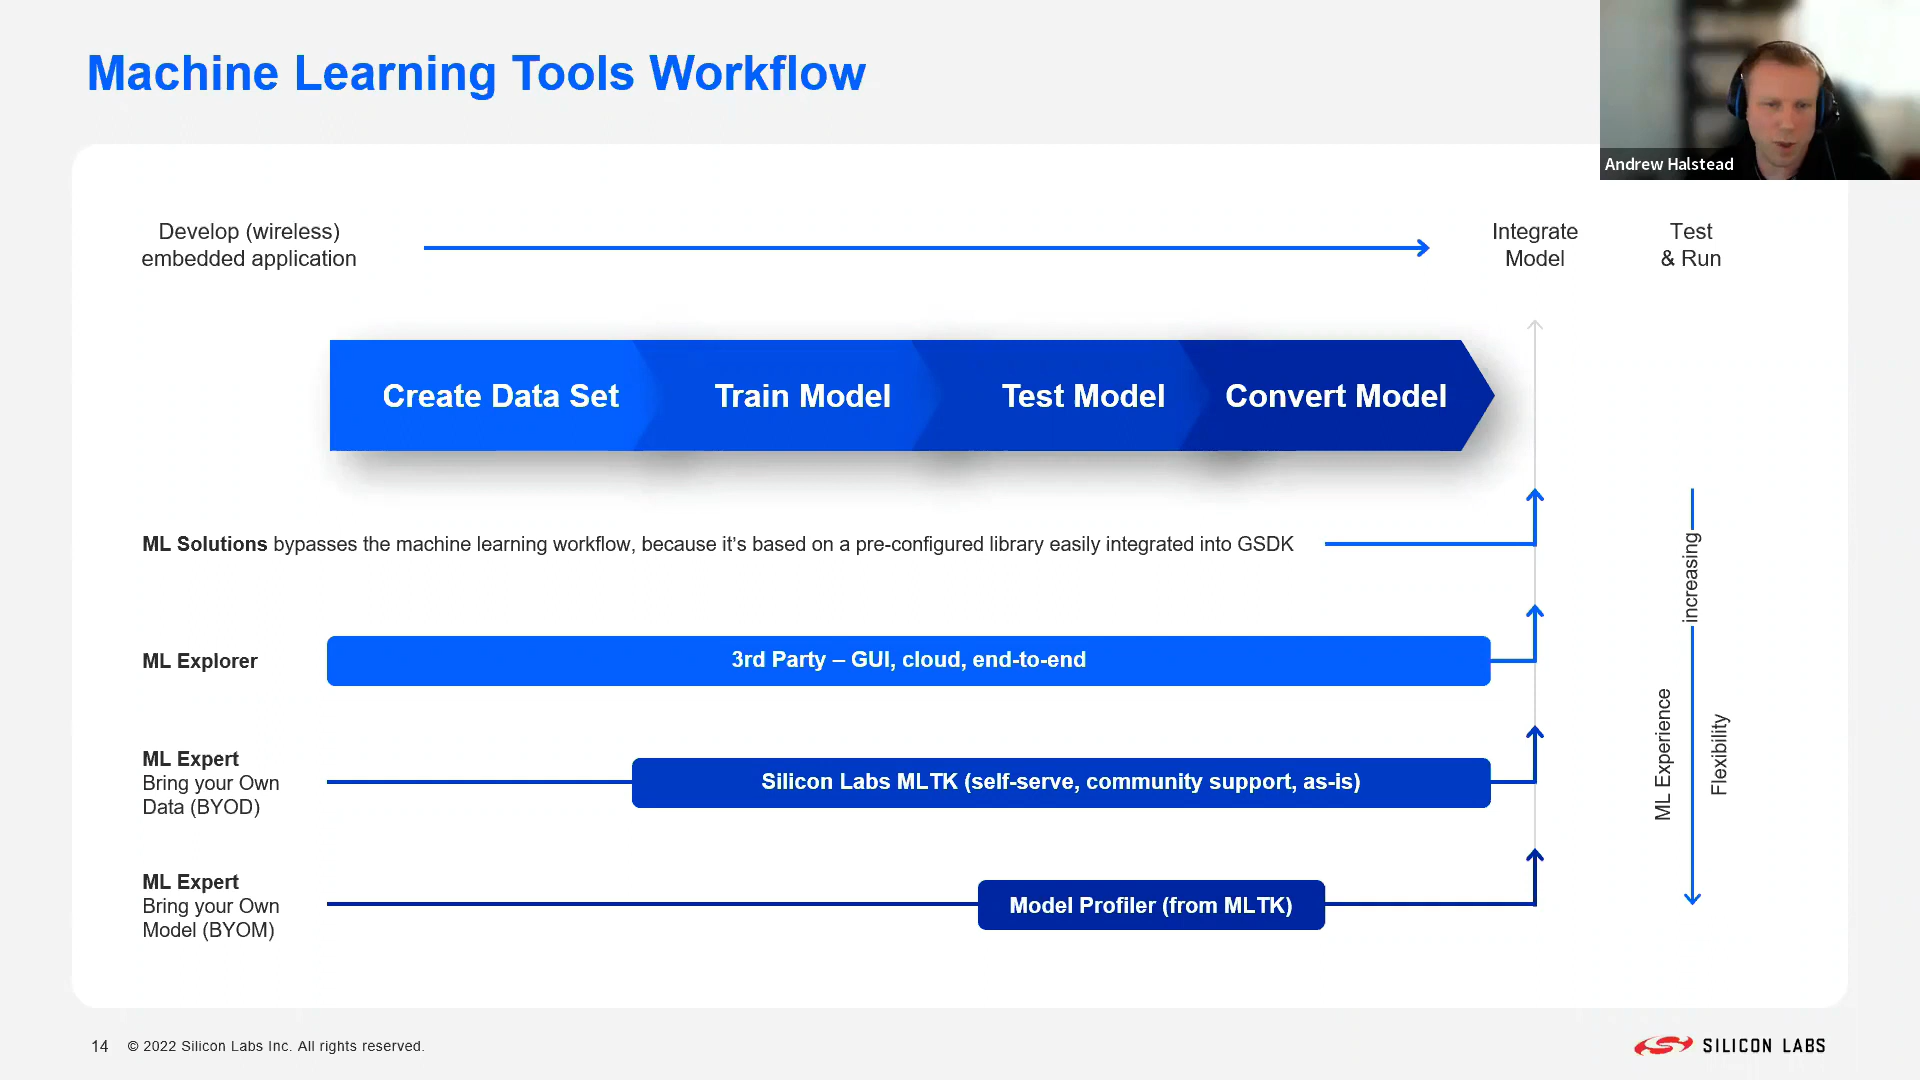 Machine Learning Tools Workflow
Andrew Halstead
Develop (wireless)
embedded application
Integrate
Model
Test
& Run
Create Data Set
Train Model
Test Model
Convert Model
ML Solutions bypasses the machine learning workflow, because it’s based on a pre-configured library easily integrated into GSDK
increasing
ML Explorer
3rd Party – GUI, cloud, end-to-end
ML Experience
Flexibility
ML Expert
Bring your Own
Data (BYOD)
Silicon Labs MLTK (self-serve, community support, as-is)
ML Expert
Bring your Own
Model (BYOM)
Model Profiler (from MLTK)
14 © 2022 Silicon Labs Inc. All rights reserved.
SILICON LABS